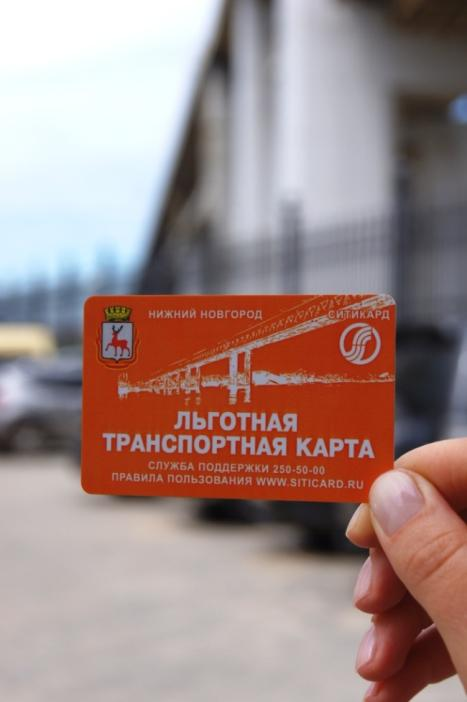 НИЖНИЙ НОВГОРОД
СИТИКАРД
ЛЬГОТНАЯ
ТРАНСПОРТНАЯ КАРТА
СЛУЖБА ПОДДЕРЖКИ 250-50-00
ПРАВИЛА ПОЛЬЗОВАНИЯ WWW.SITICARD.RU